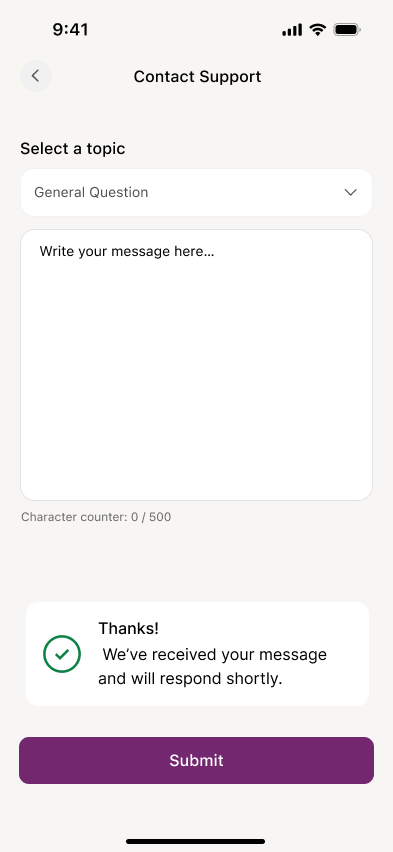 9:41
Contact Support
Select a topic
General Question
Write your message here...
Character counter: 0 / 500
Thanks!
We’ve received your message
and will respond shortly.
Submit